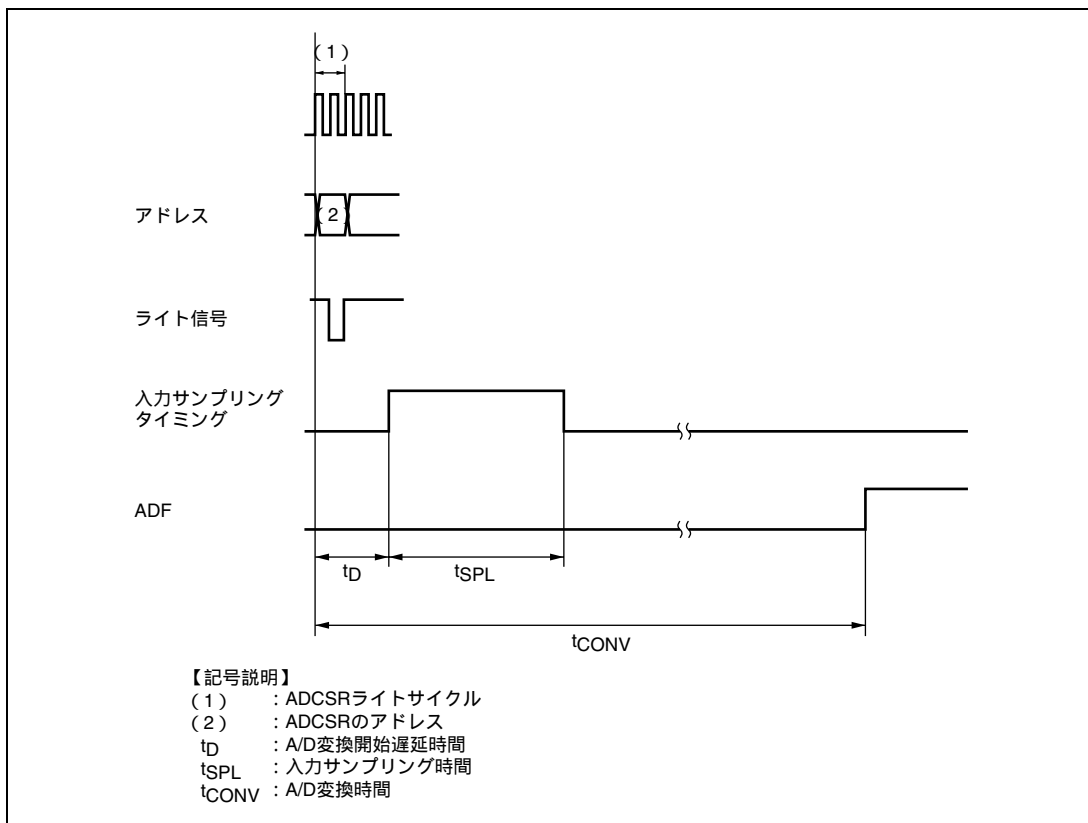 (1)
アドレス
(2)
ライト信号
入力サンプリング
タイミング
ADF
tD
tSPL
tCONV
【記号説明】
(1) :ADCSRライトサイクル
(2) :ADCSRのアドレス
tD :A/D変換開始遅延時間
tSPL :入力サンプリング時間
tCONV :A/D変換時間